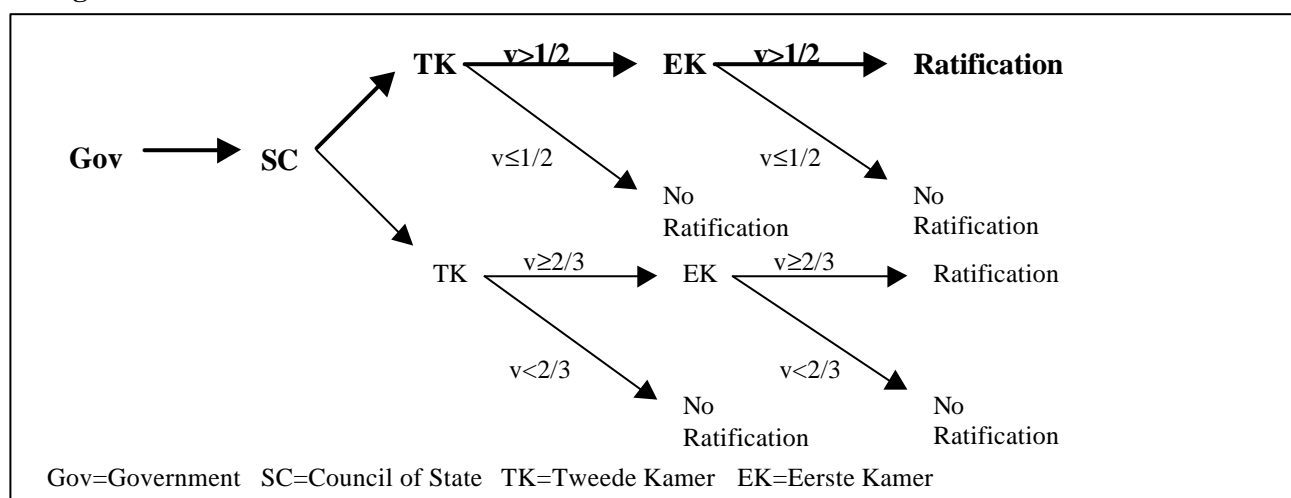 TK v>1/2 EK v>1/2 Ratification
Gov SC v≤1/2 v≤1/2
No Ratification
No Ratification
TK v≥2/3 EK v≥2/3 Ratification
v<2/3 v<2/3
No Ratification
No Ratification
Gov=Government SC=Council of State TK=Tweede Kamer EK=Eerste Kamer